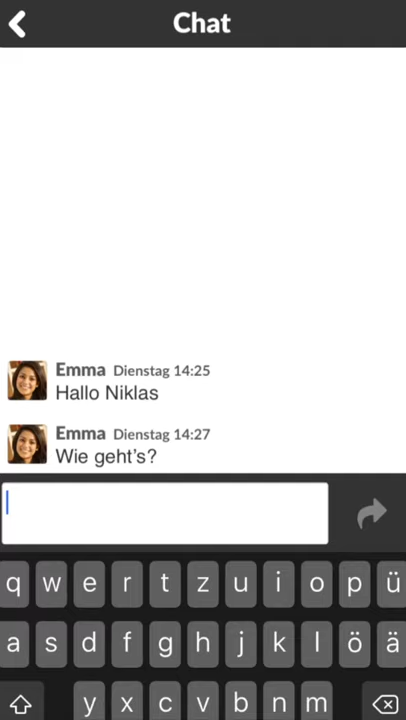 Chat
Emma Dienstag 14:25
Hallo Niklas
Emma Dienstag 14:27
Wie geht's?
q w e r t z u i o p ü
a s d f g h j k l ö ä
y x c v b n m